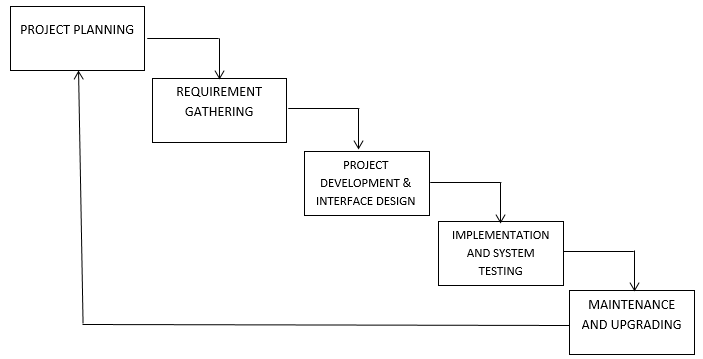 PROJECT PLANNING
REQUIREMENT
GATHERING
PROJECT
DEVELOPMENT &
INTERFACE DESIGN
IMPLEMENTATION
AND SYSTEM
TESTING
MAINTENANCE
AND UPGRADING